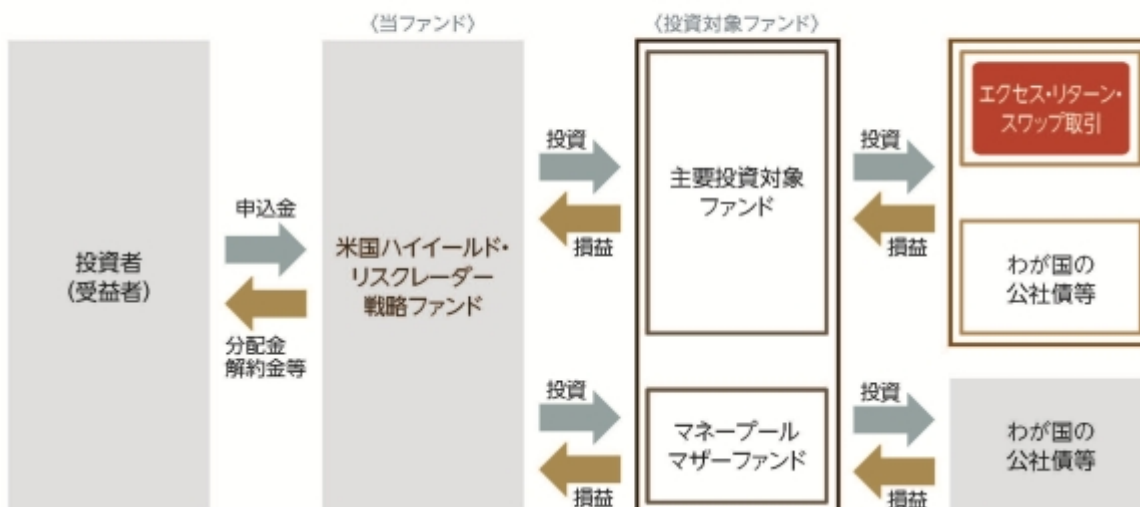 〈当ファンド〉
〈投資対象ファンド〉
投資者
(受益者)
申込金
分配金
解約金等
米国ハイイールド・
リスクレーダー
戦略ファンド
投資
損益
主要投資対象
ファンド
投資
損益
エクセス・リターン・
スワップ取引
わが国の
公社債等
投資
損益
マネープール
マザーファンド
投資
損益
わが国の
公社債等